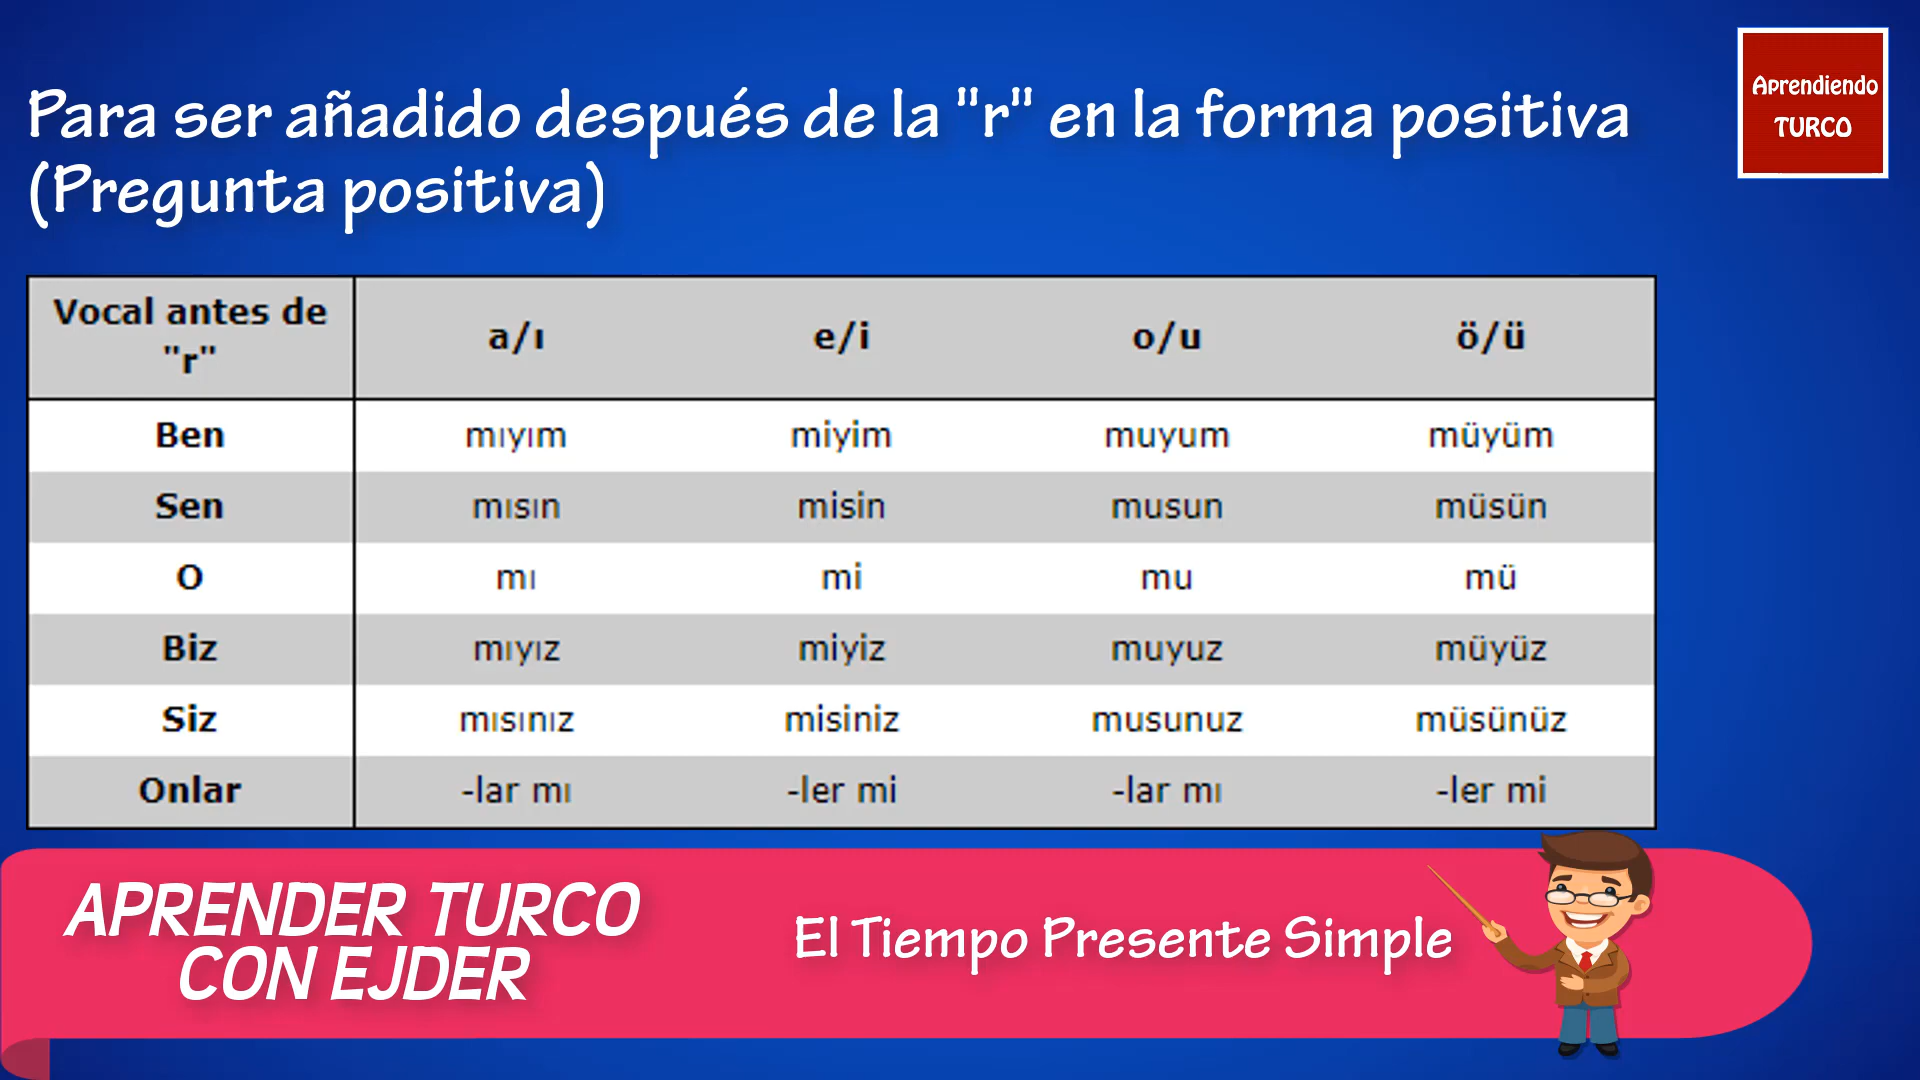 Para ser añadido después de la "r" en la forma positiva
(Pregunta positiva)
Aprendiendo
TURCO
Vocal antes de "r" a/ı e/i o/u ö/ü
Ben mıyım miyim muyum müyüm
Sen mısın misin musun müsün
O mı mi mu mü
Biz mıyız miyiz muyuz müyüz
Siz mısınız misiniz musunuz müsünüz
Onlar -lar mı -ler mi -lar mı -ler mi
APRENDER TURCO
CON EJDER
El Tiempo Presente Simple